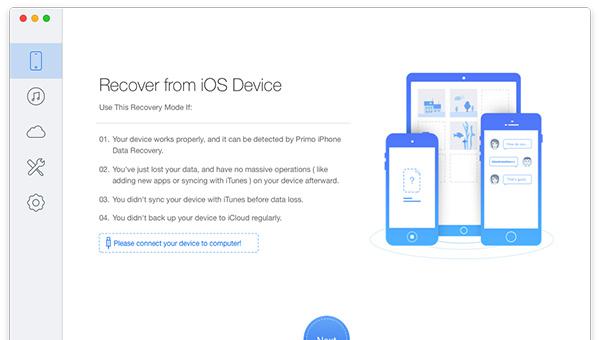 Recover from iOS Device
Use This Recovery Mode If:
01. Your device works properly, and it can be detected by Primo iPhone
Data Recovery.
02. You've just lost your data, and have no massive operations ( like
adding new apps or syncing with iTunes ) on your device afterward.
03. You didn't sync your device with iTunes before data loss.
04. You didn't back up your device to iCloud regularly.
Please connect your device to computer!
?
That's good.
Next